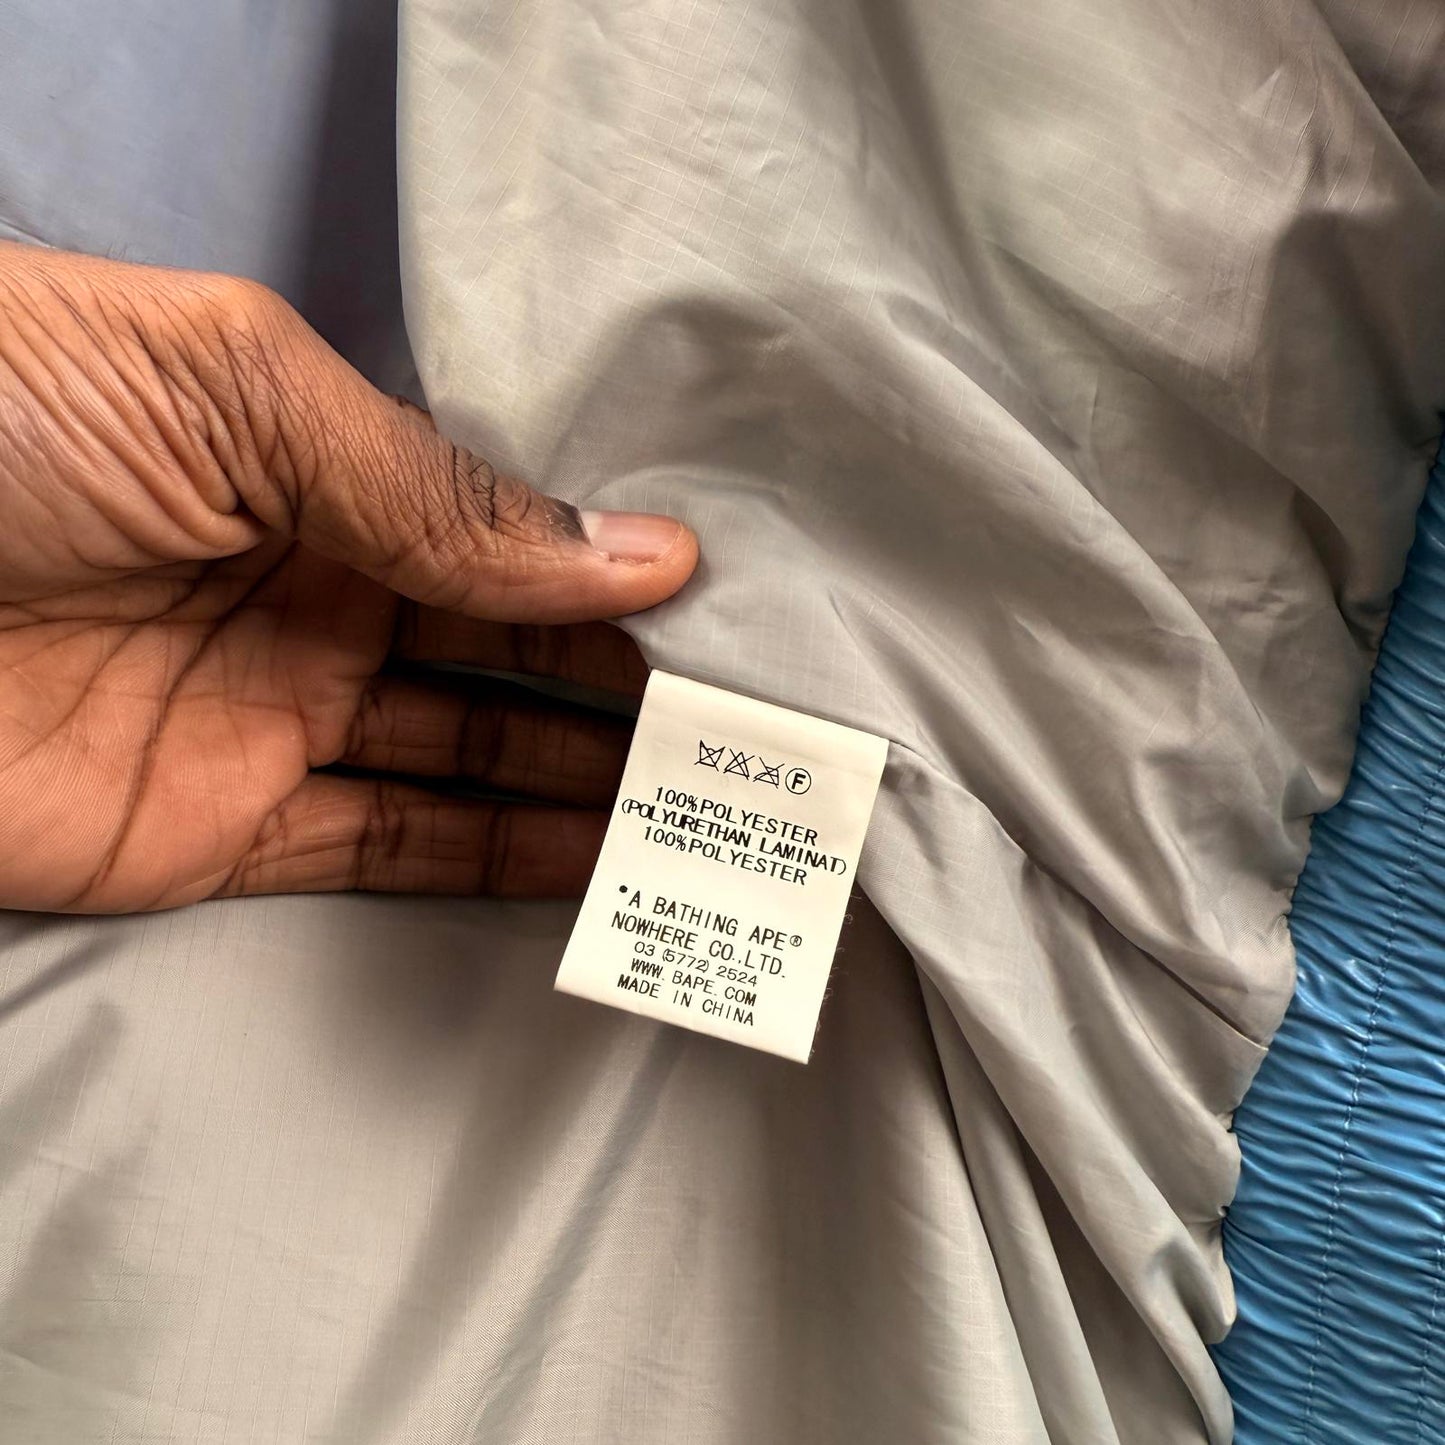 F
100%POLYESTER
(POLYURETHAN LAMINAT)
100%POLYESTER
•A BATHING APE®
NOWHERE CO.,LTD.
03 (5772) 2524
WWW. BAPE. COM
MADE IN CHINA